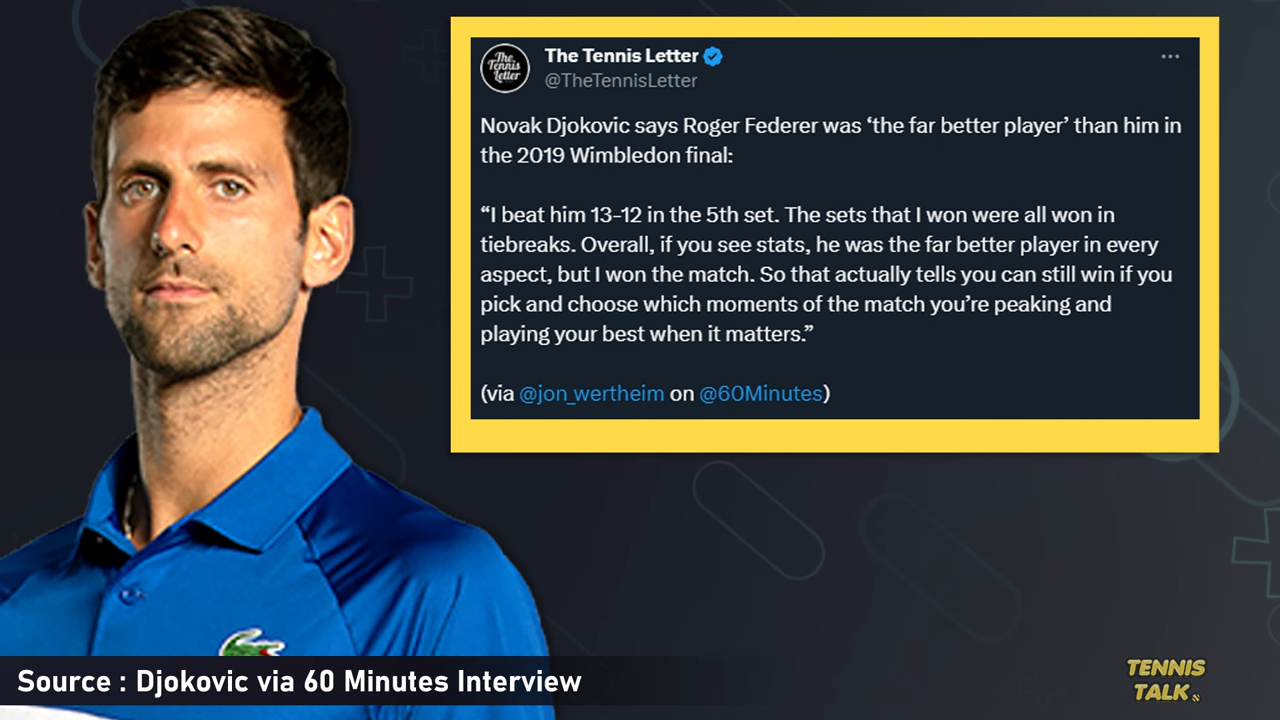 The Tennis Letter
The Tennis Letter
@TheTennisLetter
Novak Djokovic says Roger Federer was ‘the far better player’ than him in
the 2019 Wimbledon final:
“I beat him 13-12 in the 5th set. The sets that I won were all won in
tiebreaks. Overall, if you see stats, he was the far better player in every
aspect, but I won the match. So that actually tells you can still win if you
pick and choose which moments of the match you’re peaking and
playing your best when it matters.”
(via @jon_wertheim on @60Minutes)
Source : Djokovic via 60 Minutes Interview
TENNIS
TALK